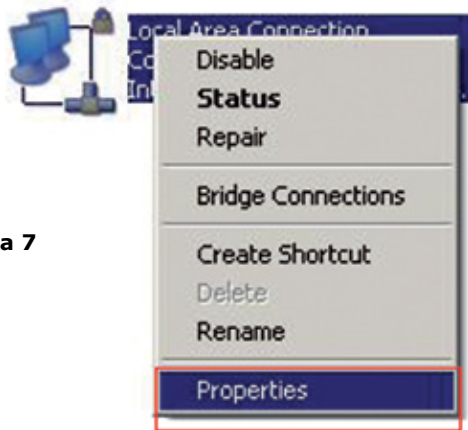 Local Area Connection
Disable
Status
Repair
Bridge Connections
a 7
Create Shortcut
Delete
Rename
Properties